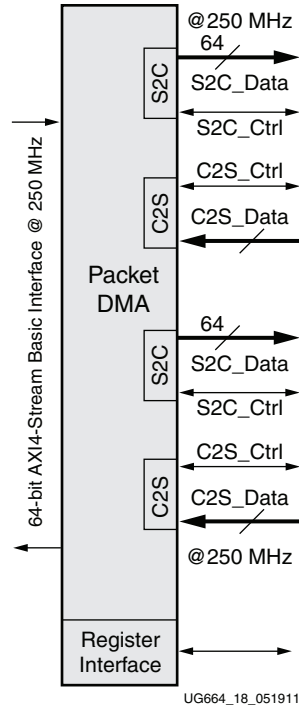 @250 MHz
64
S2C
S2C_Data
S2C_Ctrl
C2S_Ctrl
C2S
C2S_Data
64-bit AXI4-Stream Basic Interface @ 250 MHz
Packet
DMA
64
S2C
S2C_Data
S2C_Ctrl
C2S_Ctrl
C2S
C2S_Data
@250 MHz
Register
Interface
UG664_18_051911